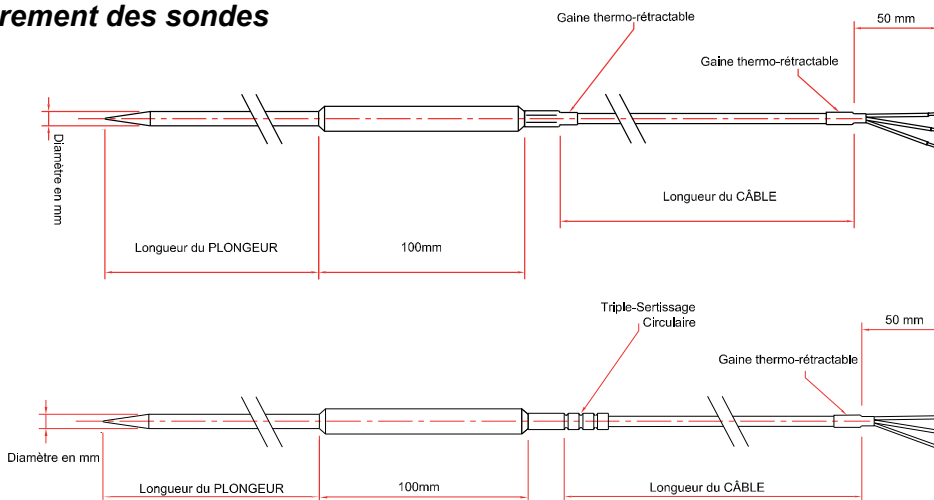 rement des sondes
Gaine thermo-rétractable
50 mm
Gaine thermo-rétractable
Diamètre en mm
Longueur du CÂBLE
Longueur du PLONGEUR
100mm
Triple-Sertissage
Circulaire
50 mm
Gaine thermo-rétractable
Diamètre en mm
Longueur du PLONGEUR
100mm
Longueur du CÂBLE